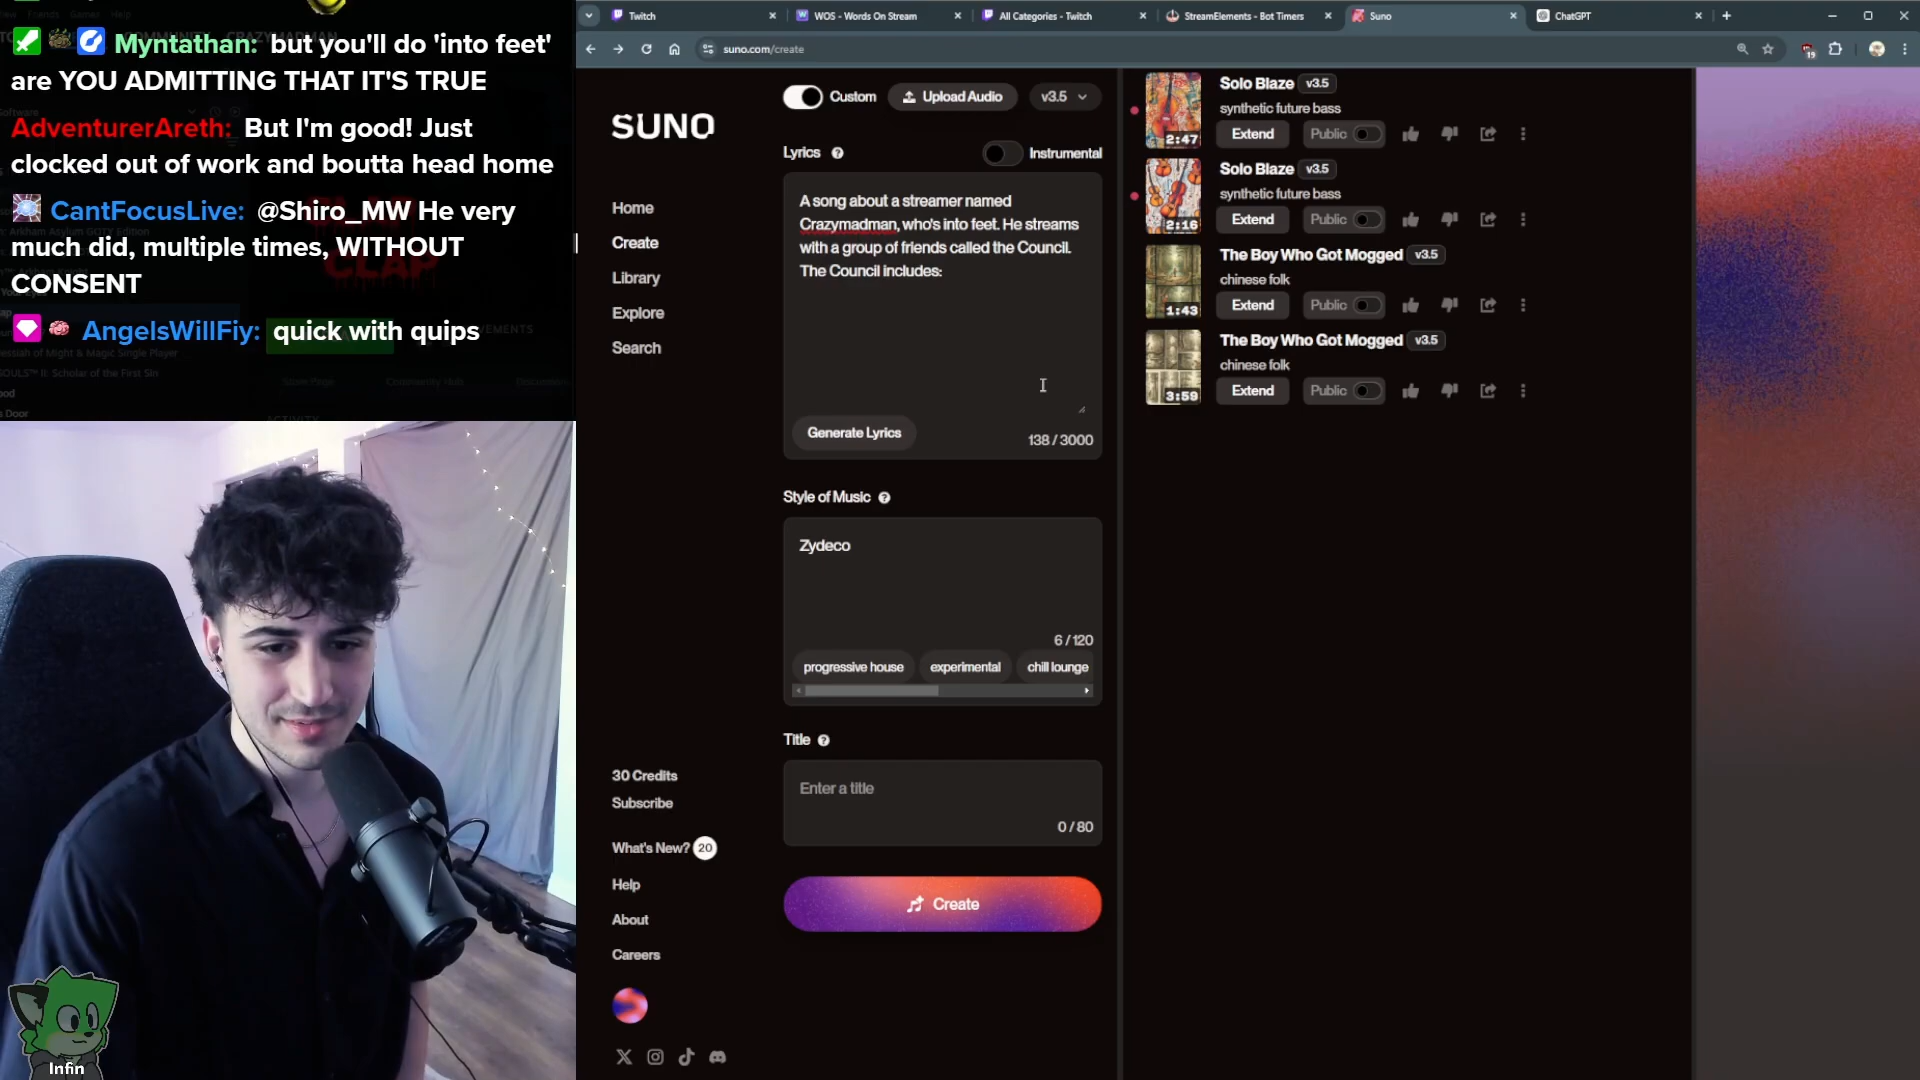 Myntathan: but you'll do 'into feet'
are YOU ADMITTING THAT IT'S TRUE
AdventurerAreth: But I'm good! Just
clocked out of work and boutta head home
CantFocusLive: @Shiro_MW He very
much did, multiple times, WITHOUT
CONSENT
AngelsWillFiy: quick with quips
Infin
Twitch
WOS - Words On Stream
All Categories - Twitch
StreamElements - Bot Timers
Suno
ChatGPT
suno.com/create
19
SUNO
Home
Create
Library
Explore
Search
30 Credits
Subscribe
What's New? 20
Help
About
Careers
Custom
Upload Audio
v3.5
Lyrics
Instrumental
A song about a streamer named
Crazymadman, who's into feet. He streams
with a group of friends called the Council.
The Council includes:
Generate Lyrics
138 / 3000
Style of Music
Zydeco
6 / 120
progressive house
experimental
chill lounge
Title
Enter a title
0 / 80
Create
Solo Blaze v3.5
synthetic future bass
2:47
Extend
Public
Solo Blaze v3.5
synthetic future bass
2:16
Extend
Public
The Boy Who Got Mogged v3.5
chinese folk
1:43
Extend
Public
The Boy Who Got Mogged v3.5
chinese folk
3:59
Extend
Public